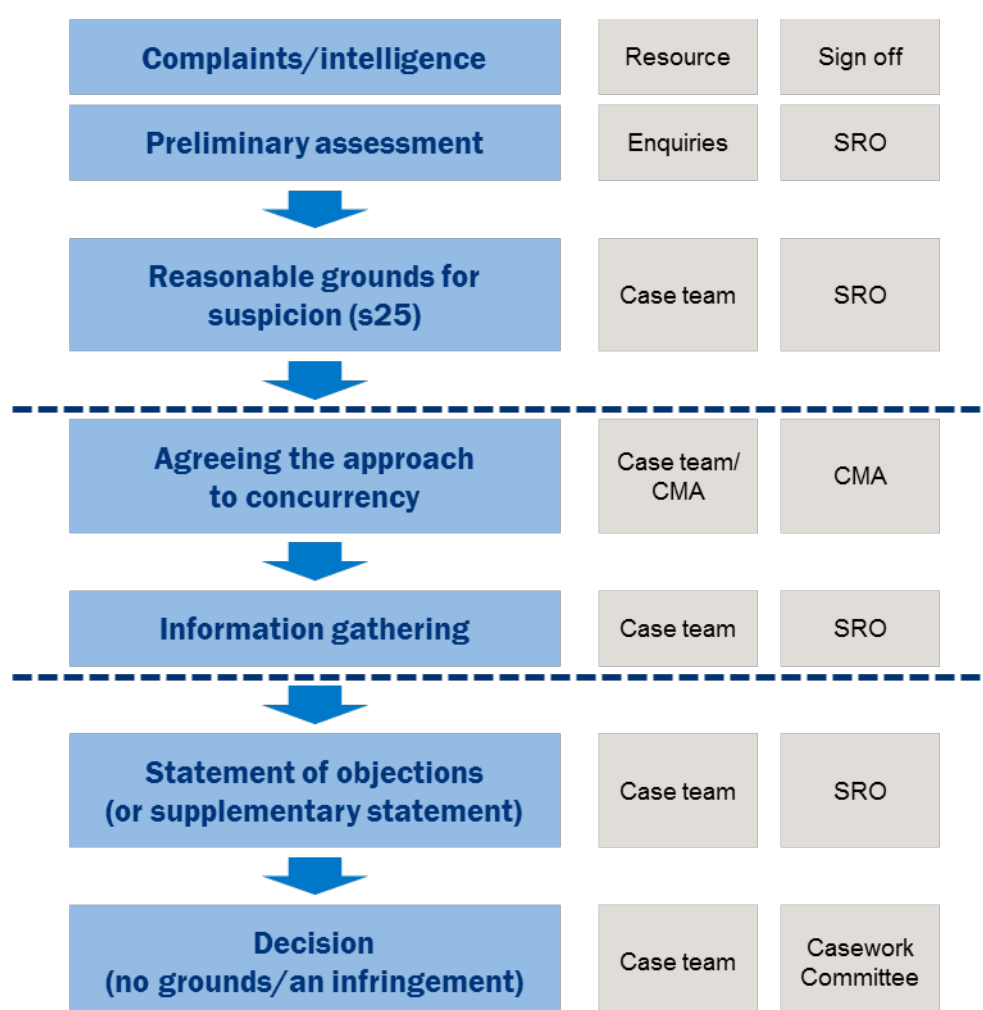 Complaints/intelligence
Resource
Sign off
Preliminary assessment
Enquiries
SRO
Reasonable grounds for
suspicion (s25)
Case team
SRO
Agreeing the approach
to concurrency
Case team/
CMA
CMA
Information gathering
Case team
SRO
Statement of objections
(or supplementary statement)
Case team
SRO
Decision
(no grounds/an infringement)
Case team
Casework
Committee